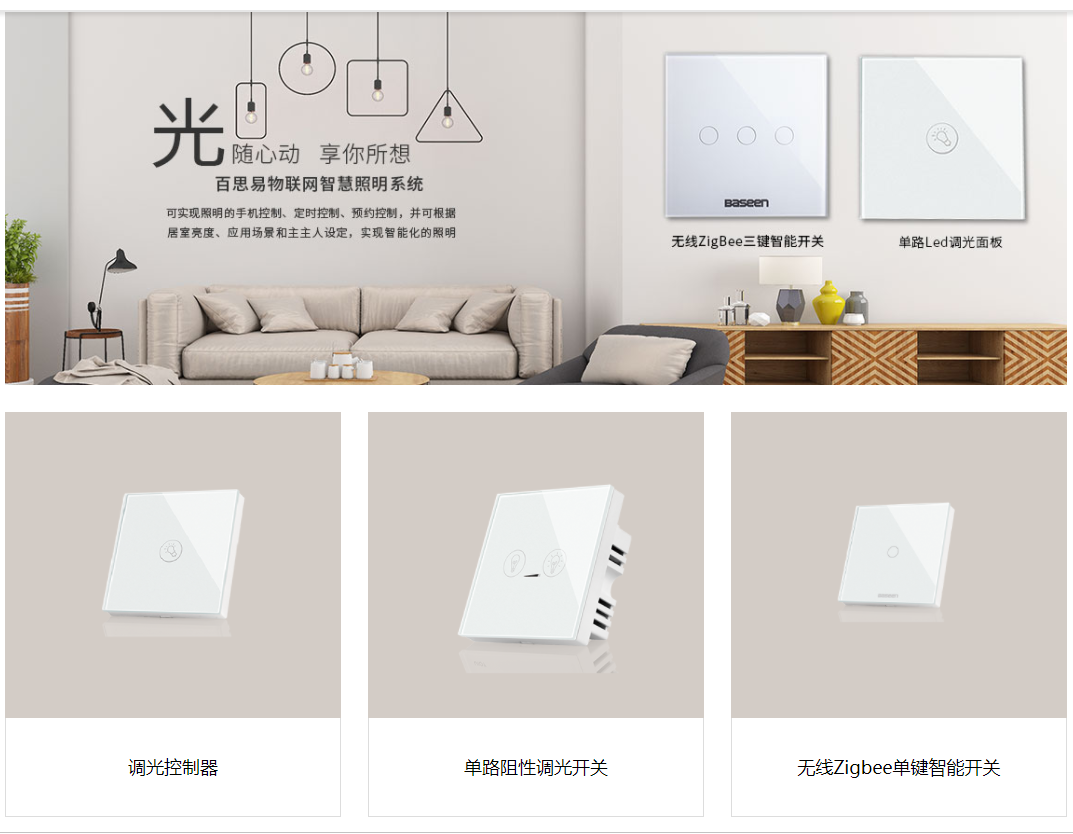 光
随心动 享你所想
百思易物联网智慧照明系统
可实现照明的手机控制、定时控制、预约控制，并可根据
居室亮度、应用场景和主主人设定，实现智能化的照明
Baseen
无线ZigBee三键智能开关
单路Led调光面板
调光控制器
单路阻性调光开关
无线Zigbee单键智能开关